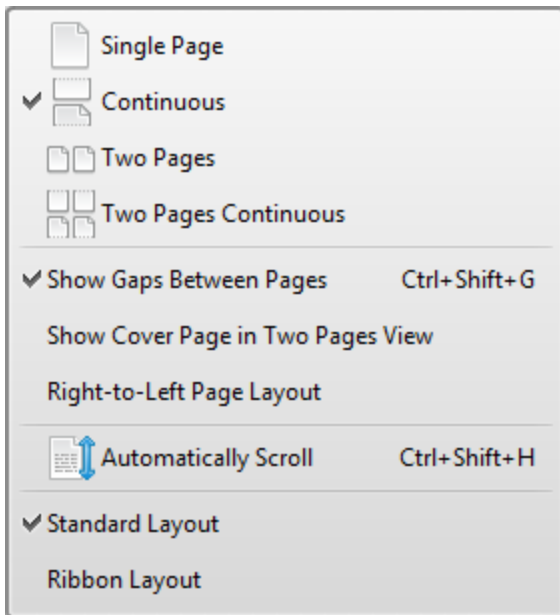 Single Page
Continuous
Two Pages
Two Pages Continuous
Show Gaps Between Pages Ctrl+Shift+G
Show Cover Page in Two Pages View
Right-to-Left Page Layout
Automatically Scroll Ctrl+Shift+H
Standard Layout
Ribbon Layout